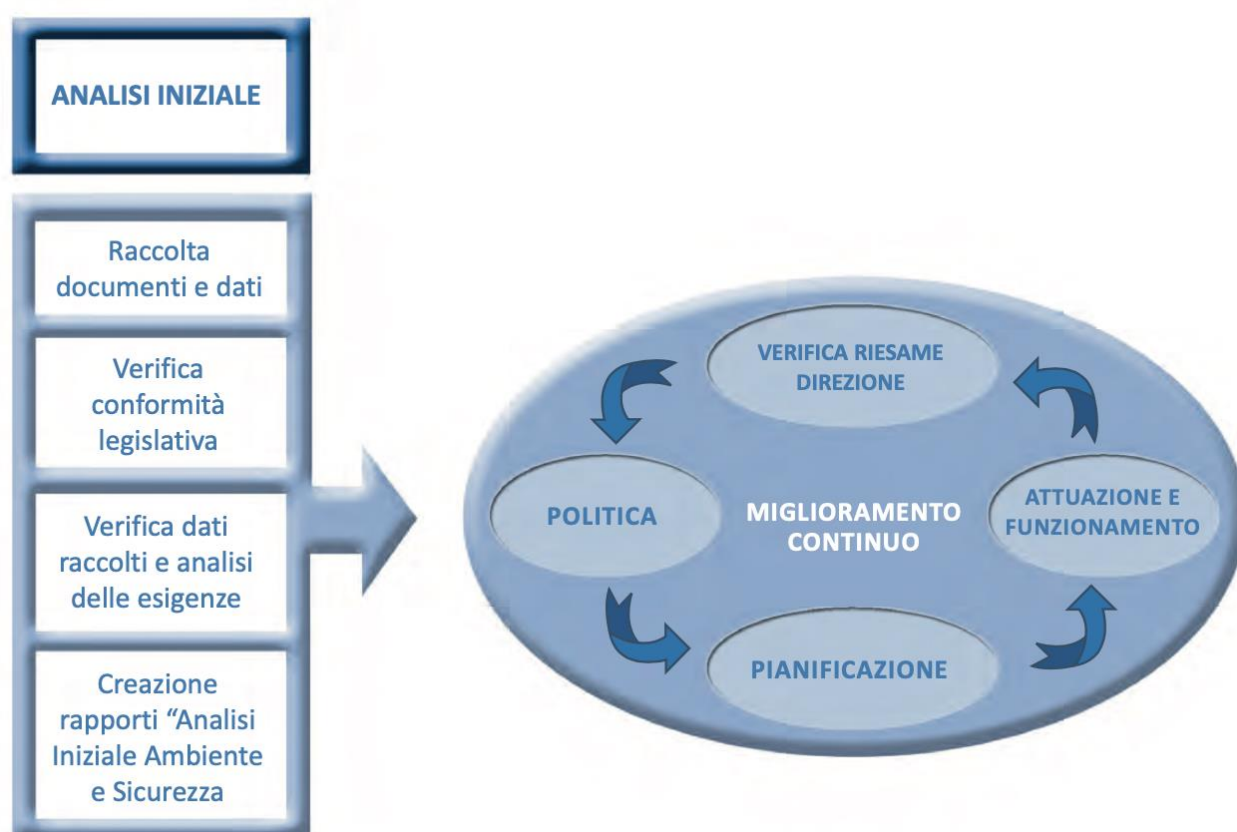 ANALISI INIZIALE
Raccolta
documenti e dati
Verifica
conformità
legislativa
Verifica dati
raccolti e analisi
delle esigenze
Creazione
rapporti “Analisi
Iniziale Ambiente
e Sicurezza
VERIFICA RIESAME
DIREZIONE
POLITICA
MIGLIORAMENTO
CONTINUO
ATTUAZIONE E
FUNZIONAMENTO
PIANIFICAZIONE